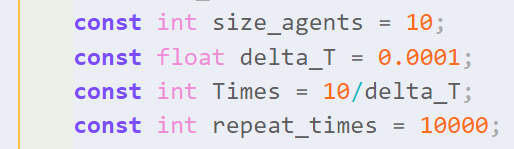 const int size_agents = 10;
const float delta_T = 0.0001;
const int Times = 10/delta_T;
const int repeat_times = 10000;